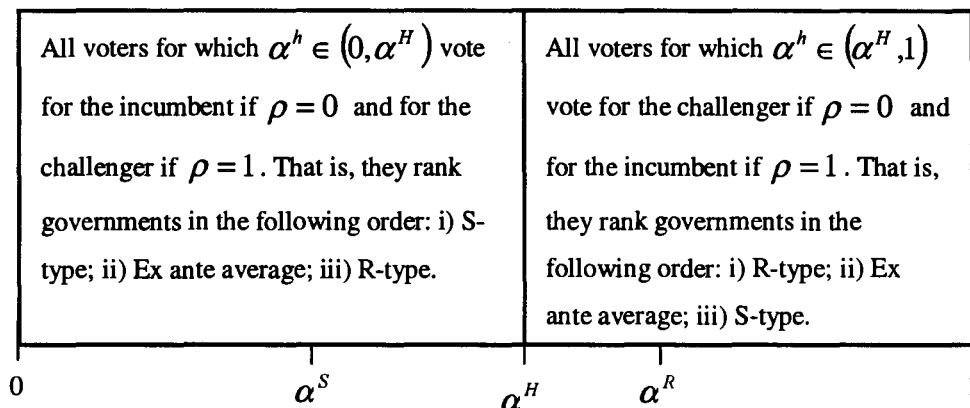 All voters for which α^h ∈ (0, α^H) vote
for the incumbent if ρ = 0 and for the
challenger if ρ = 1. That is, they rank
governments in the following order: i) S-
type; ii) Ex ante average; iii) R-type.
All voters for which α^h ∈ (α^H, 1)
vote for the challenger if ρ = 0 and
for the incumbent if ρ = 1. That is,
they rank governments in the
following order: i) R-type; ii) Ex
ante average; iii) S-type.
0 α^S α^H α^R